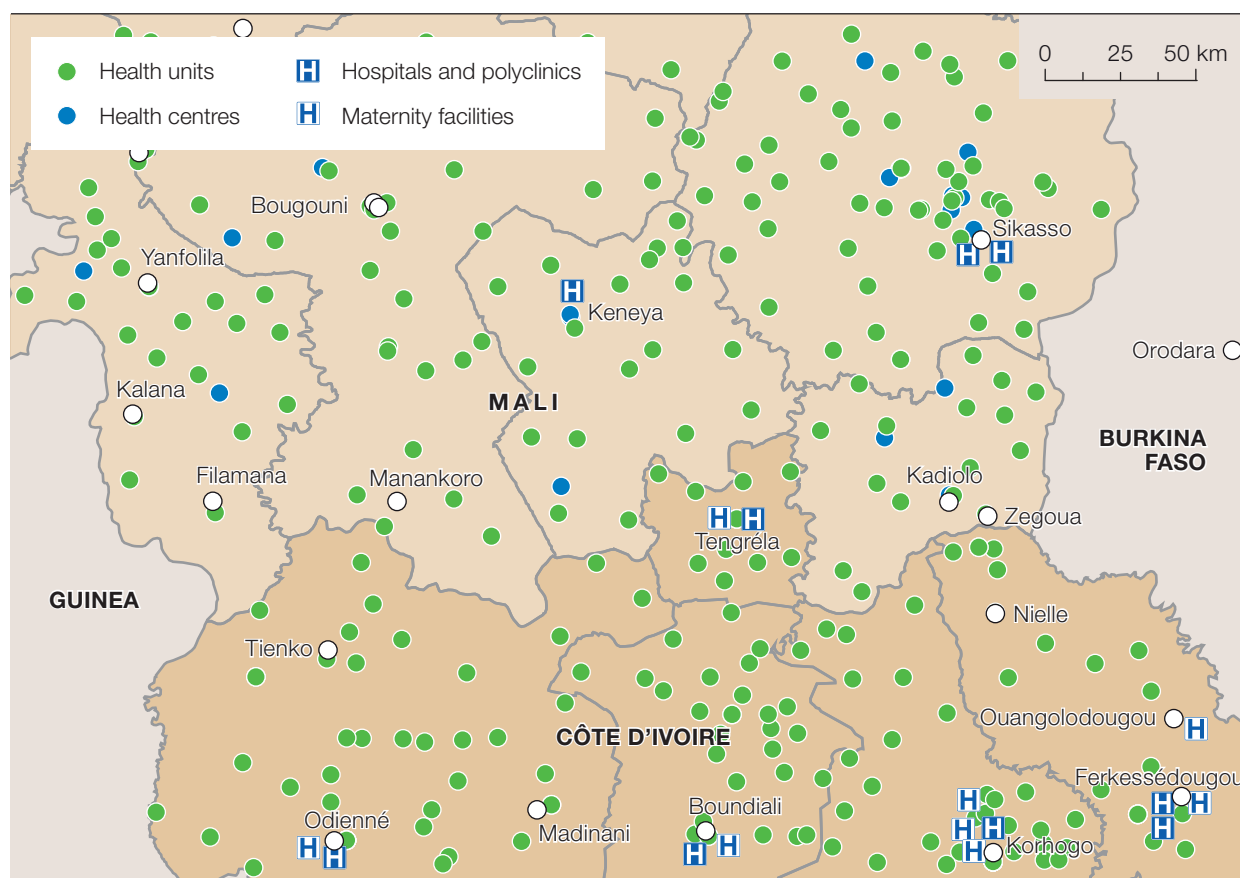 Health units
Health centres
H Hospitals and polyclinics
H Maternity facilities
0 25 50 km
Bougouni
Sikasso
H H
Yanfolila
H
Keneya
Orodara
Kalana
MALI
BURKINA
FASO
Filamana
Manankoro
Kadiolo
Zegoua
H H
Tengréla
GUINEA
Nielle
Tienko
Ouangolodougou
H
CÔTE D'IVOIRE
Ferkessédougou
H H
H
Odienné
H
H
Madinani
Boundiali
H
H
H
H H
H
Korhogo